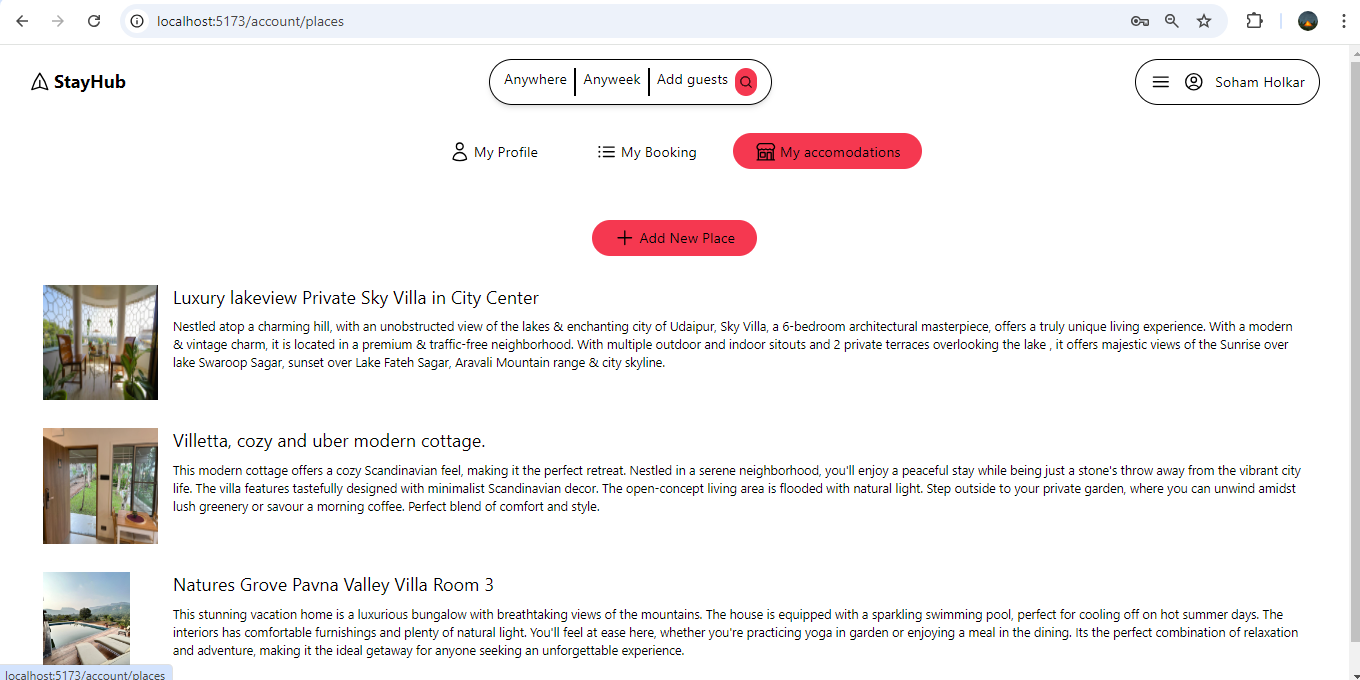 localhost:5173/account/places
StayHub
Anywhere Anyweek Add guests
Soham Holkar
My Profile My Booking My accomodations
Add New Place
Luxury lakeview Private Sky Villa in City Center
Nestled atop a charming hill, with an unobstructed view of the lakes & enchanting city of Udaipur, Sky Villa, a 6-bedroom architectural masterpiece, offers a truly unique living experience. With a modern
& vintage charm, it is located in a premium & traffic-free neighborhood. With multiple outdoor and indoor sitouts and 2 private terraces overlooking the lake , it offers majestic views of the Sunrise over
lake Swaroop Sagar, sunset over Lake Fateh Sagar, Aravali Mountain range & city skyline.
Villetta, cozy and uber modern cottage.
This modern cottage offers a cozy Scandinavian feel, making it the perfect retreat. Nestled in a serene neighborhood, you'll enjoy a peaceful stay while being just a stone's throw away from the vibrant city
life. The villa features tastefully designed with minimalist Scandinavian decor. The open-concept living area is flooded with natural light. Step outside to your private garden, where you can unwind amidst
lush greenery or savour a morning coffee. Perfect blend of comfort and style.
Natures Grove Pavna Valley Villa Room 3
This stunning vacation home is a luxurious bungalow with breathtaking views of the mountains. The house is equipped with a sparkling swimming pool, perfect for cooling off on hot summer days. The
interiors has comfortable furnishings and plenty of natural light. You'll feel at ease here, whether you're practicing yoga in garden or enjoying a meal in the dining. Its the perfect combination of relaxation
and adventure, making it the ideal getaway for anyone seeking an unforgettable experience.
localhost:5173/account/places